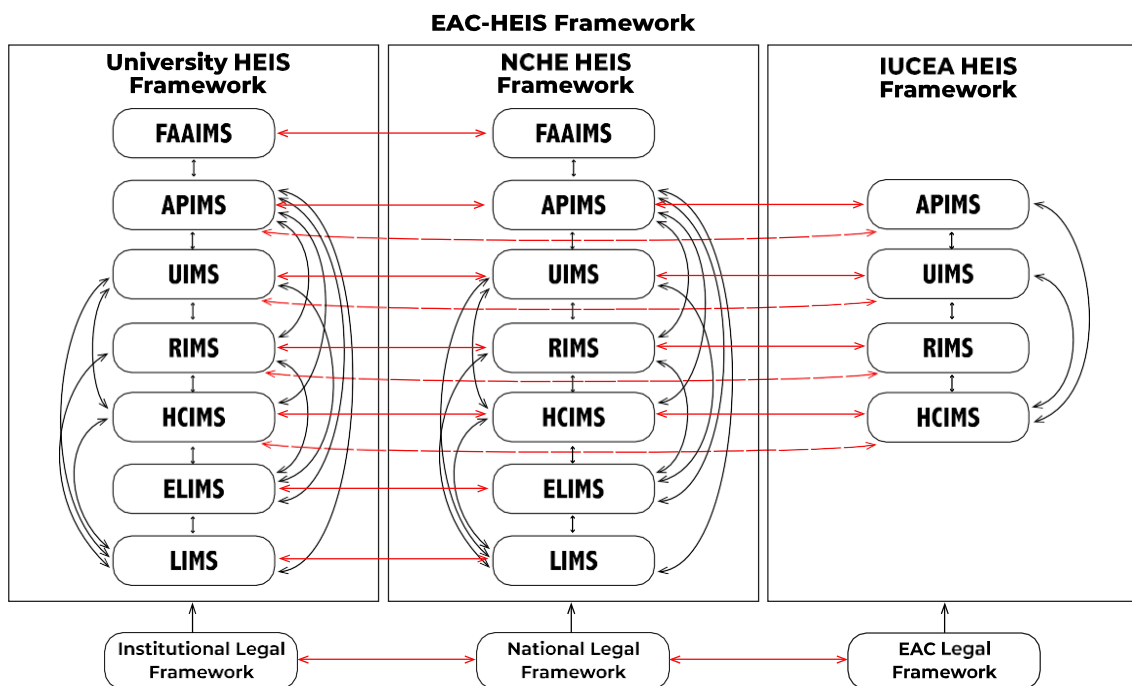 EAC-HEIS Framework
University HEIS
Framework
FAAIMS
APIMS
UIMS
RIMS
HCIMS
ELIMS
LIMS
NCHE HEIS
Framework
FAAIMS
APIMS
UIMS
RIMS
HCIMS
ELIMS
LIMS
IUCEA HEIS
Framework
APIMS
UIMS
RIMS
HCIMS
Institutional Legal
Framework
National Legal
Framework
EAC Legal
Framework